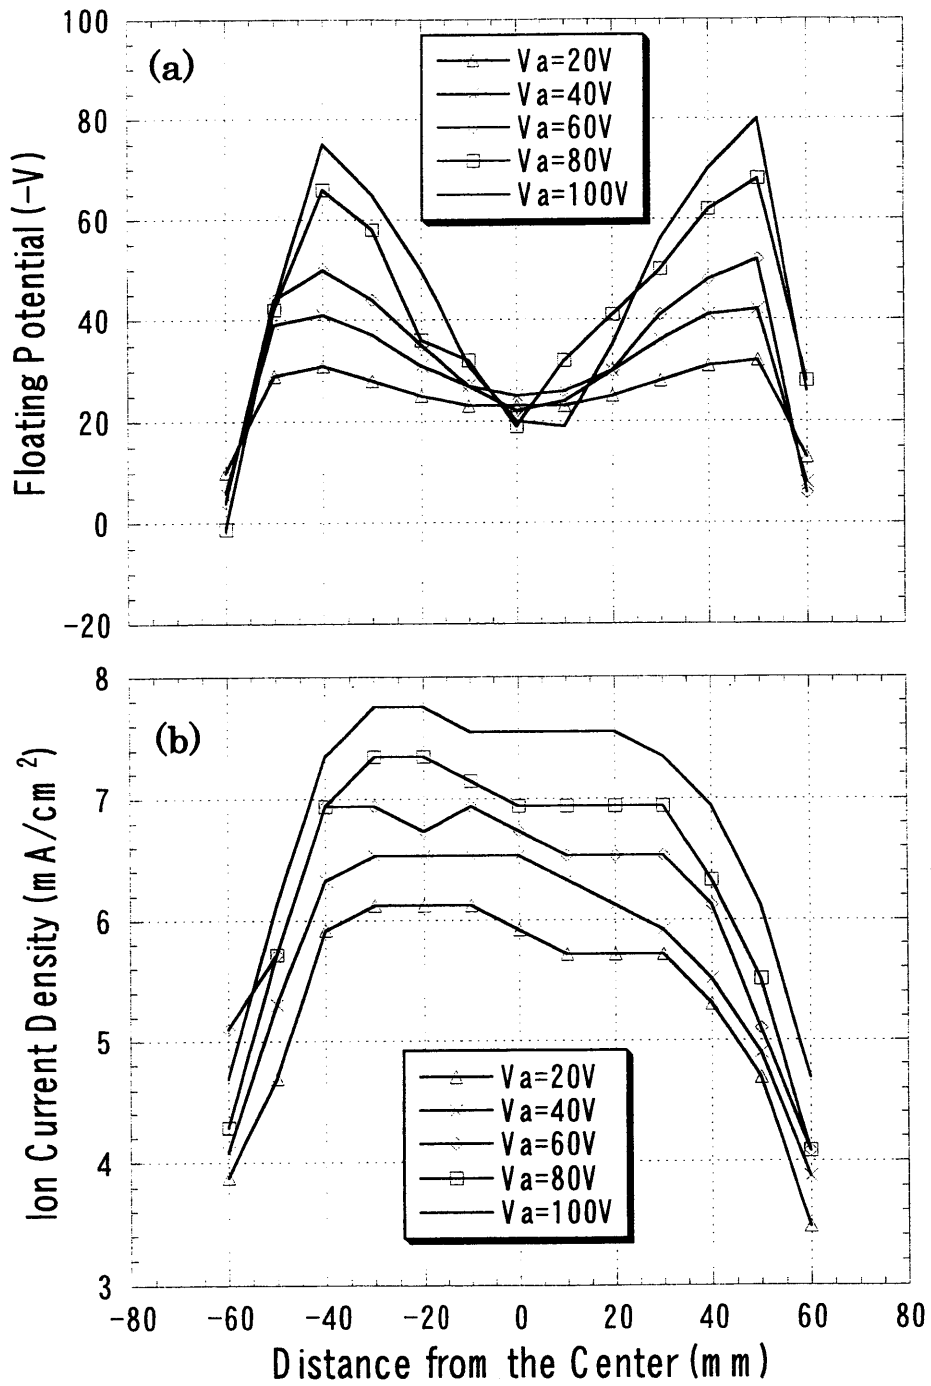 (a)
Va=20V
Va=40V
Va=60V
Va=80V
Va=100V
100
80
60
40
20
0
-20
Floating Potential (-V)
(b)
8
7
6
5
4
3
Ion Current Density (mA/cm²)
Va=20V
Va=40V
Va=60V
Va=80V
Va=100V
-80 -60 -40 -20 0 20 40 60 80
Distance from the Center (mm)